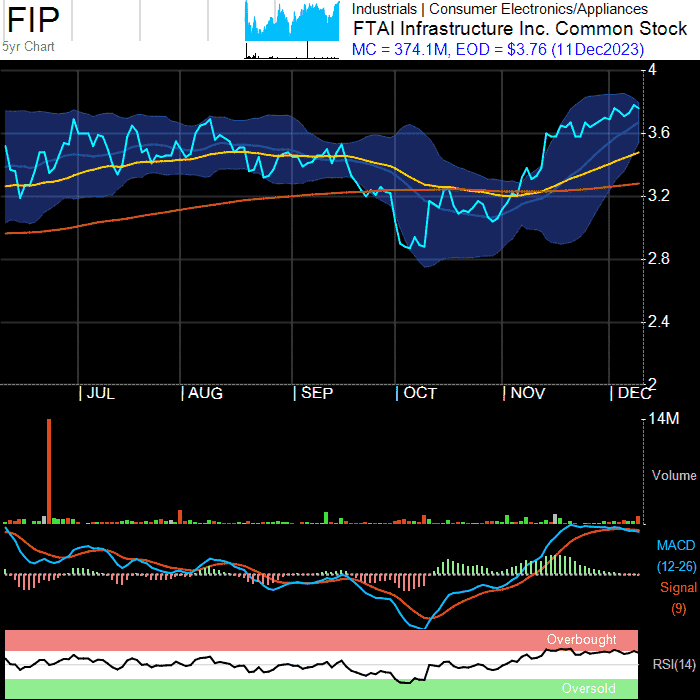 FIP
5yr Chart
Industrials | Consumer Electronics/Appliances
FTAI Infrastructure Inc. Common Stock
MC = 374.1M, EOD = $3.76 (11Dec2023)
4
3.6
3.2
2.8
2.4
2
| JUL | AUG | SEP | OCT | NOV | DEC
14M
Volume
MACD
(12-26)
Signal
(9)
Overbought
RSI(14)
Oversold